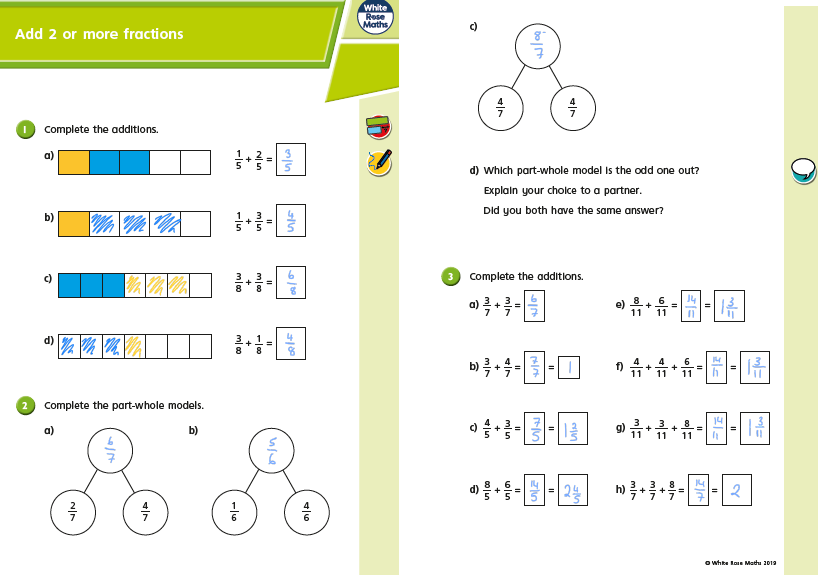 Add 2 or more fractions
White
Rose
Maths
1 Complete the additions.
a) 1/5 + 2/5 = 3/5
b) 1/5 + 3/5 = 4/5
c) 3/8 + 3/8 = 6/8
d) 3/8 + 1/8 = 4/8
2 Complete the part-whole models.
a) 6/7
2/7 4/7
b) 5/6
1/6 4/6
c) 8/7
4/7 4/7
d) Which part-whole model is the odd one out?
Explain your choice to a partner.
Did you both have the same answer?
3 Complete the additions.
a) 3/7 + 3/7 = 6/7
b) 3/7 + 4/7 = 7/7 = 1
c) 4/5 + 3/5 = 7/5 = 1 2/5
d) 8/5 + 6/5 = 14/5 = 2 4/5
e) 8/11 + 6/11 = 14/11 = 1 3/11
f) 4/11 + 4/11 + 6/11 = 14/11 = 1 3/11
g) 3/11 + 3/11 + 8/11 = 14/11 = 1 3/11
h) 3/7 + 3/7 + 8/7 = 14/7 = 2
© White Rose Maths 2019